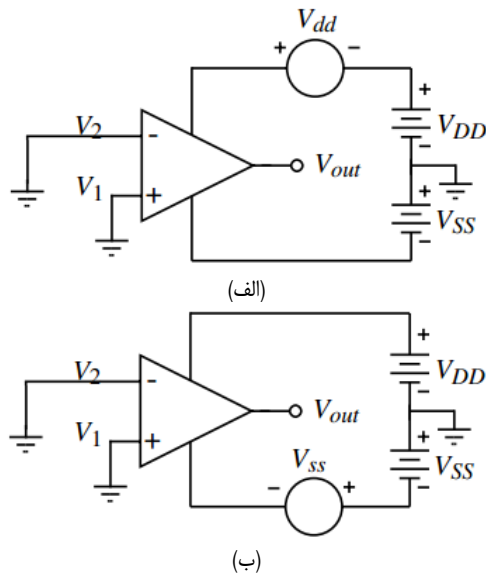 V_dd
+ -
+
V_2 - V_DD
-
V_1 + V_out
+
V_SS
-
(الف)
+
V_2 - V_DD
-
V_1 + V_out
V_ss +
- + V_SS
-
(ب)